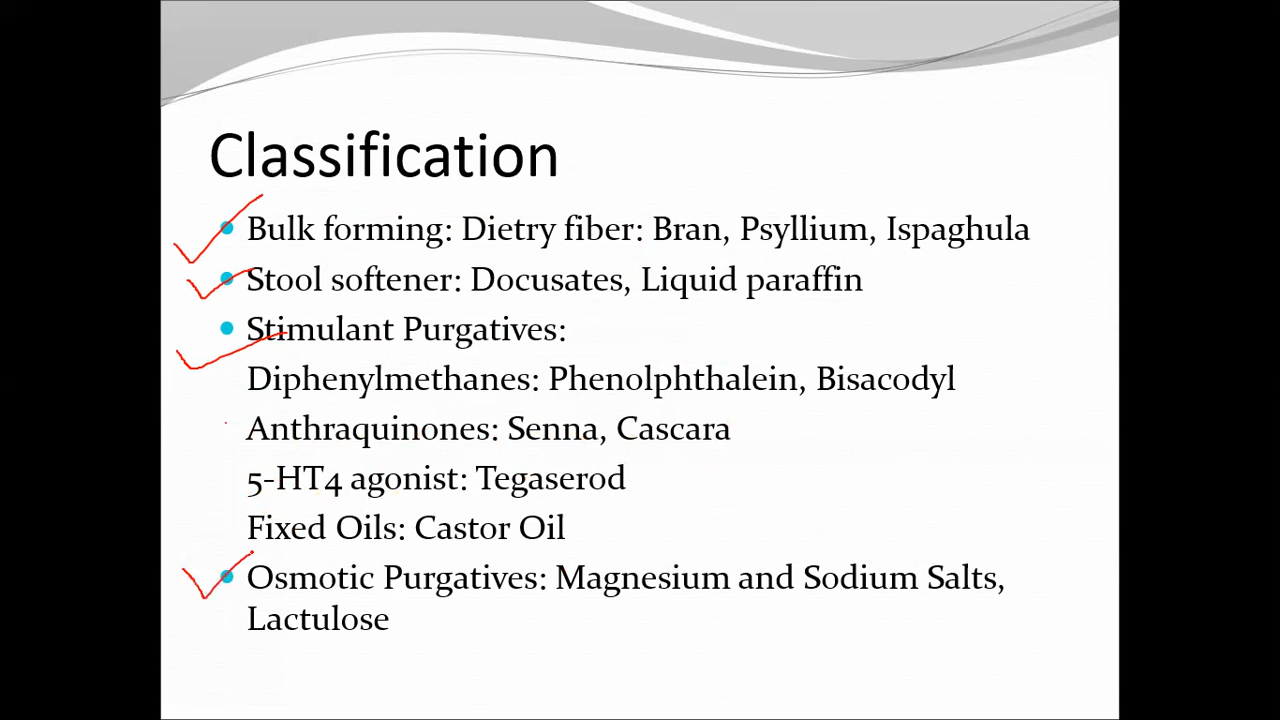 Classification
Bulk forming: Dietry fiber: Bran, Psyllium, Ispaghula
Stool softener: Docusates, Liquid paraffin
Stimulant Purgatives:
Diphenylmethanes: Phenolphthalein, Bisacodyl
Anthraquinones: Senna, Cascara
5-HT4 agonist: Tegaserod
Fixed Oils: Castor Oil
Osmotic Purgatives: Magnesium and Sodium Salts,
Lactulose